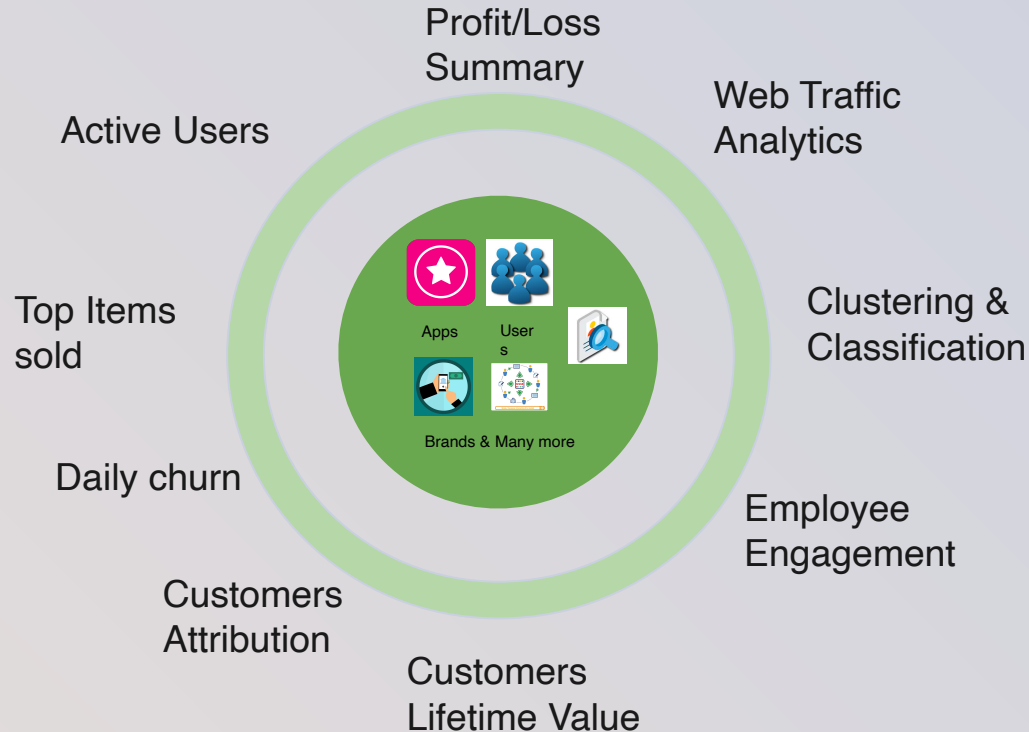 Profit/Loss
Summary
Web Traffic
Analytics
Active Users
Clustering &
Classification
Top Items
sold
Apps
User
s
Brands & Many more
Daily churn
Employee
Engagement
Customers
Attribution
Customers
Lifetime Value